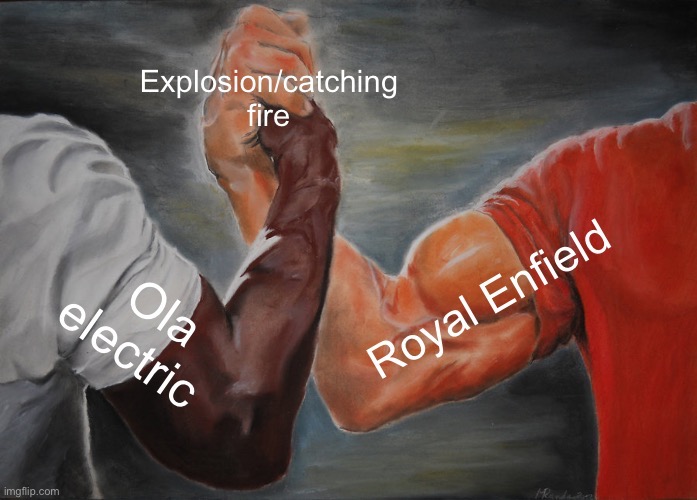 Explosion/catching
fire
Ola
electric
Royal Enfield
imgflip.com